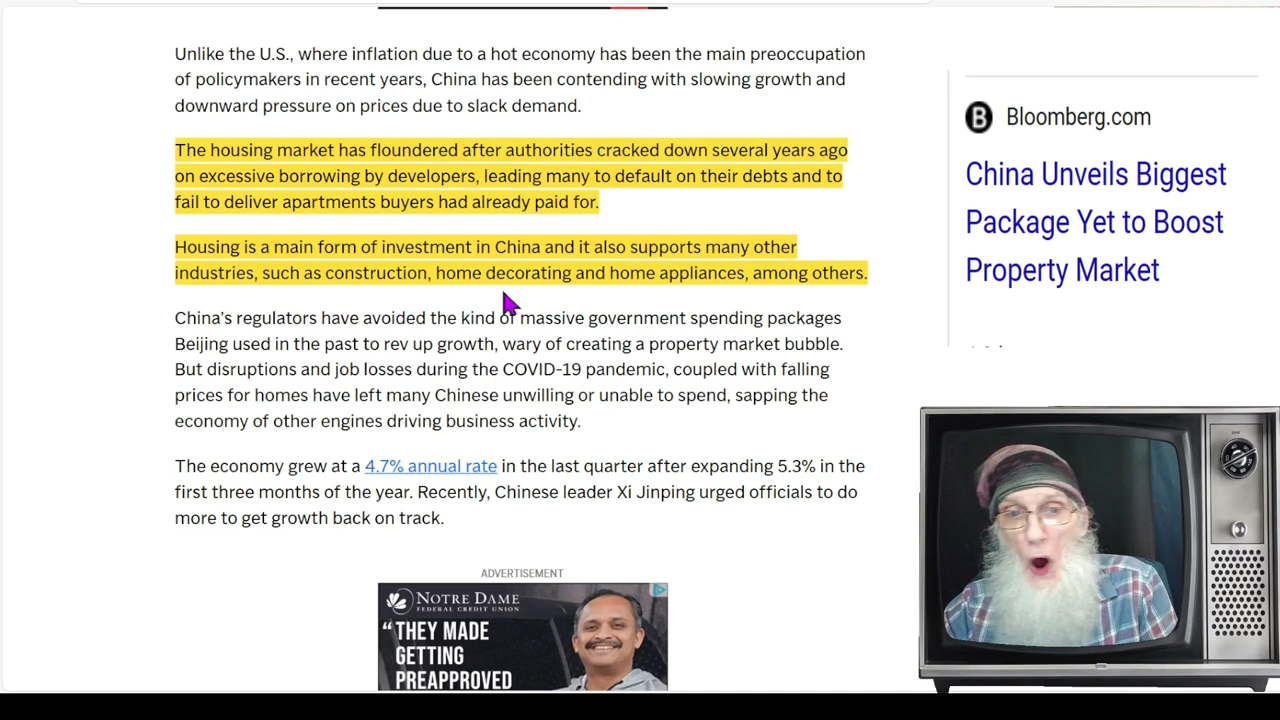 Unlike the U.S., where inflation due to a hot economy has been the main preoccupation
of policymakers in recent years, China has been contending with slowing growth and
downward pressure on prices due to slack demand.
The housing market has floundered after authorities cracked down several years ago
on excessive borrowing by developers, leading many to default on their debts and to
fail to deliver apartments buyers had already paid for.
Housing is a main form of investment in China and it also supports many other
industries, such as construction, home decorating and home appliances, among others.
China’s regulators have avoided the kind of massive government spending packages
Beijing used in the past to rev up growth, wary of creating a property market bubble.
But disruptions and job losses during the COVID-19 pandemic, coupled with falling
prices for homes have left many Chinese unwilling or unable to spend, sapping the
economy of other engines driving business activity.
The economy grew at a 4.7% annual rate in the last quarter after expanding 5.3% in the
first three months of the year. Recently, Chinese leader Xi Jinping urged officials to do
more to get growth back on track.
ADVERTISEMENT
NOTRE DAME
FEDERAL CREDIT UNION
“THEY MADE
GETTING
PREAPPROVED
B Bloomberg.com
China Unveils Biggest
Package Yet to Boost
Property Market